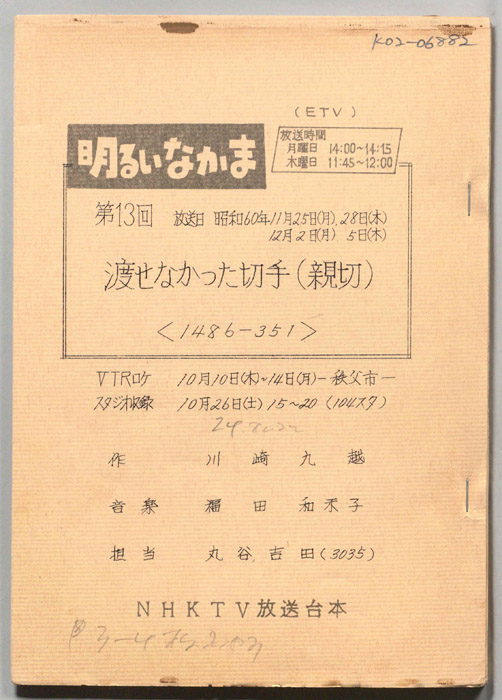 K02-06882
(ETV)
明るいなかま
放送時間
月曜日 14:00~14:15
木曜日 11:45~12:00
第13回 放送日 昭和60年11月25日(月), 28日(木)
12月2日(月) 5日(木)
渡せなかった切手(親切)
<1486-351>
VTRロケ 10月10日(木)~14日(月)-秩父市-
スタジオ収録 10月26日(土) 15~20 (104スタ)
作 川崎九越
音楽 福田和禾子
担当 丸谷, 吉田(3035)
NHKTV放送台本